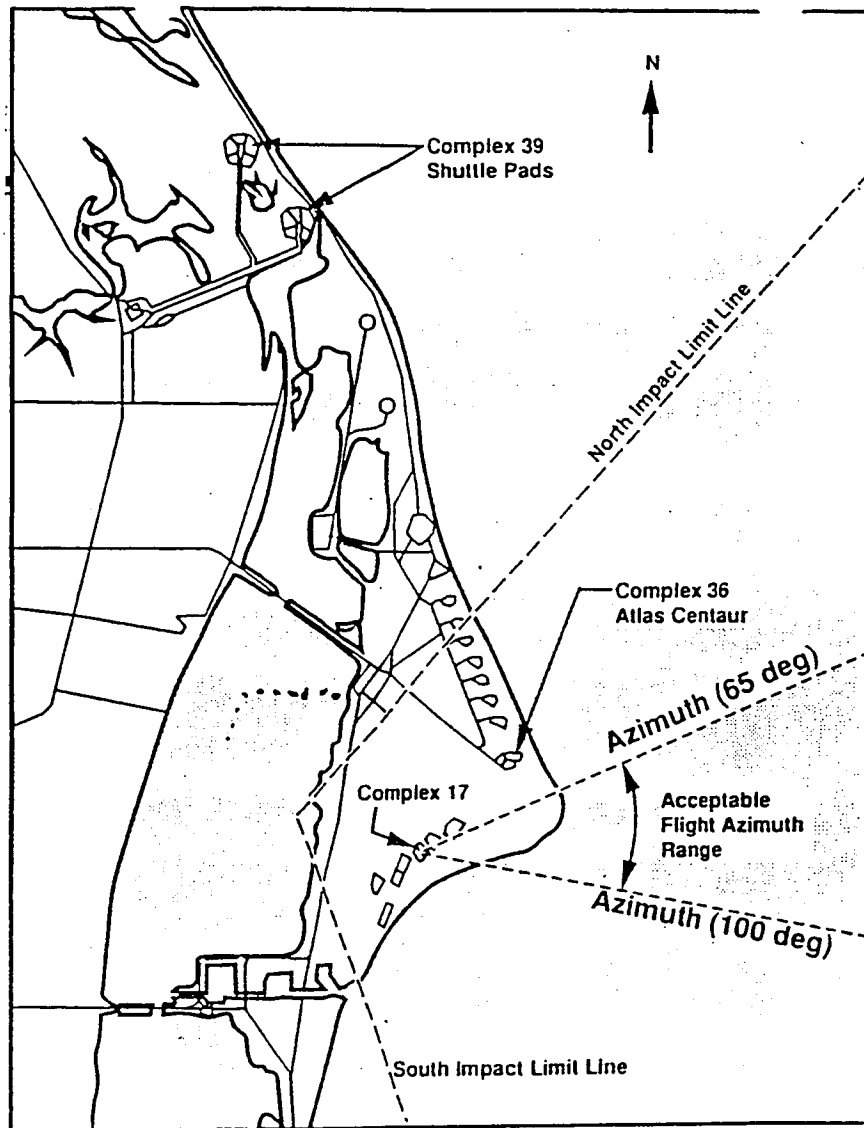 N
Complex 39
Shuttle Pads
North Impact Limit Line
Complex 36
Atlas Centaur
Azimuth (65 deg)
Complex 17
Acceptable
Flight Azimuth
Range
Azimuth (100 deg)
South Impact Limit Line